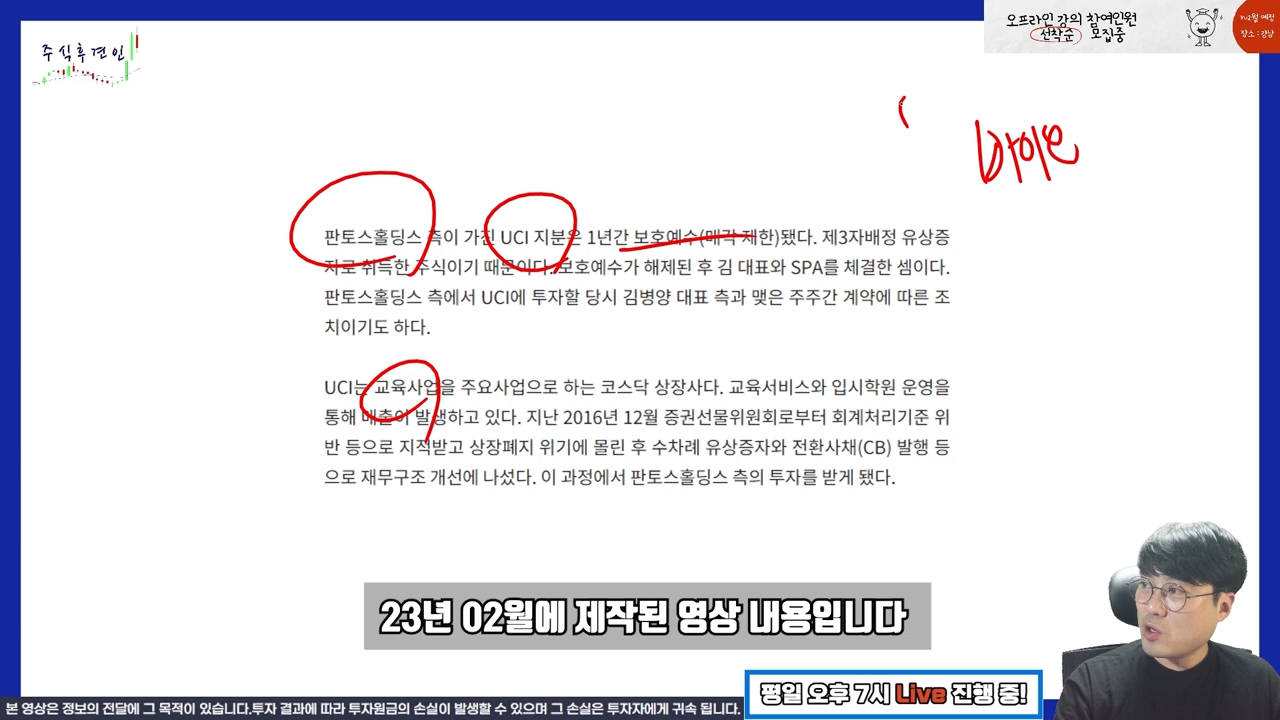 오프라인 강의 참여인원
선착순 모집중
n월 예정
장소 : 강남
주식후견인
바이오
판토스홀딩스 측이 가진 UCI 지분은 1년간 보호예수(매각 제한)됐다. 제3자배정 유상증
자로 취득한 주식이기 때문이다. 보호예수가 해제된 후 김 대표와 SPA를 체결한 셈이다.
판토스홀딩스 측에서 UCI에 투자할 당시 김병양 대표 측과 맺은 주주간 계약에 따른 조
치이기도 하다.
UCI는 교육사업을 주요사업으로 하는 코스닥 상장사다. 교육서비스와 입시학원 운영을
통해 매출이 발생하고 있다. 지난 2016년 12월 증권선물위원회로부터 회계처리기준 위
반 등으로 지적받고 상장폐지 위기에 몰린 후 수차례 유상증자와 전환사채(CB) 발행 등
으로 재무구조 개선에 나섰다. 이 과정에서 판토스홀딩스 측의 투자를 받게 됐다.
23년 02월에 제작된 영상 내용입니다
평일 오후 7시 Live 진행 중!
본 영상은 정보의 전달에 그 목적이 있습니다.투자 결과에 따라 투자원금의 손실이 발생할 수 있으며 그 손실은 투자자에게 귀속 됩니다.